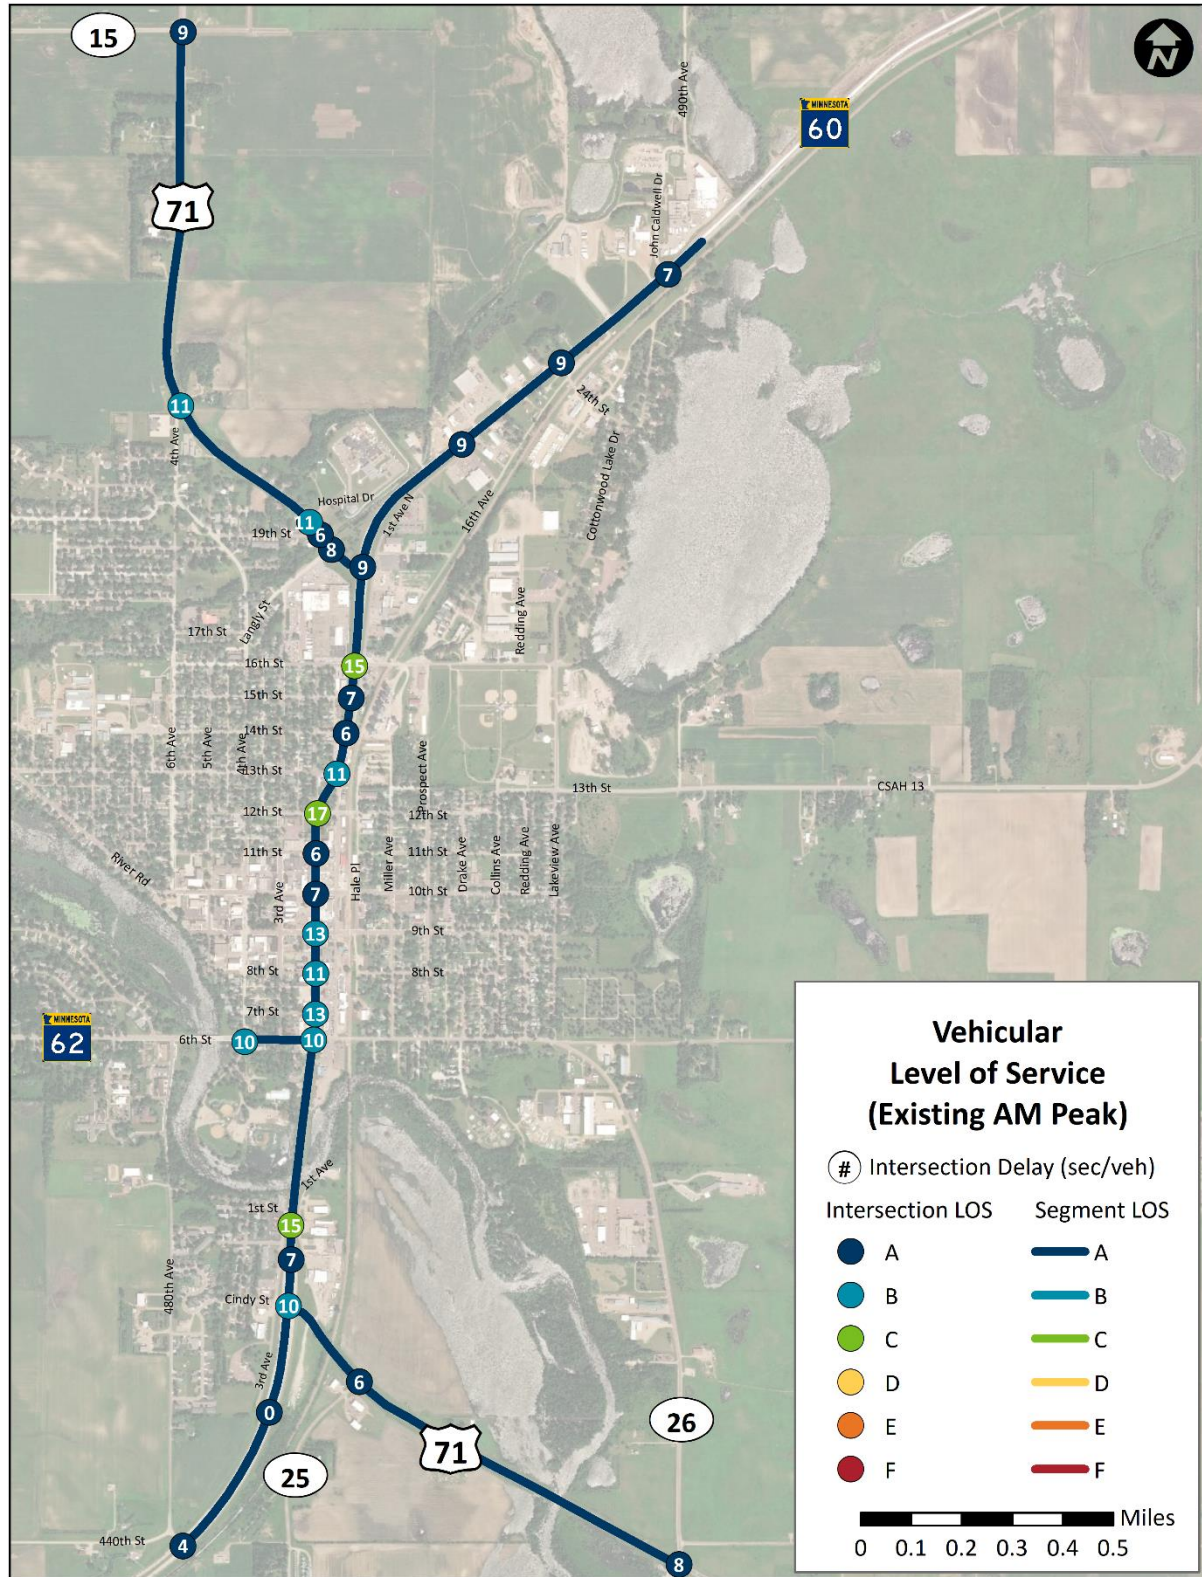 15
9
N
490th Ave
MINNESOTA
60
71
John Caldwell Dr
7
9
24th St
11
4th Ave
9
Cottonwood Lake Dr
Hospital Dr
1st Ave N
16th Ave
11
19th St
6
8
9
Langly St
17th St
Redding Ave
16th St
15
15th St
7
14th St
6
6th Ave
5th Ave
4th Ave
13th St
11
Prospect Ave
13th St
CSAH 13
12th St
17
12th St
11th St
6
Miller Ave
11th St
Drake Ave
Collins Ave
Redding Ave
Lakeview Ave
River Rd
3rd Ave
7
Hale Pl
10th St
13
9th St
8th St
11
8th St
7th St
13
MINNESOTA
62
6th St
10
10
1st Ave
1st St
15
7
480th Ave
Cindy St
10
3rd Ave
6
0
26
71
25
440th St
4
8
Vehicular
Level of Service
(Existing AM Peak)
# Intersection Delay (sec/veh)
Intersection LOS Segment LOS
A A
B B
C C
D D
E E
F F
Miles
0 0.1 0.2 0.3 0.4 0.5